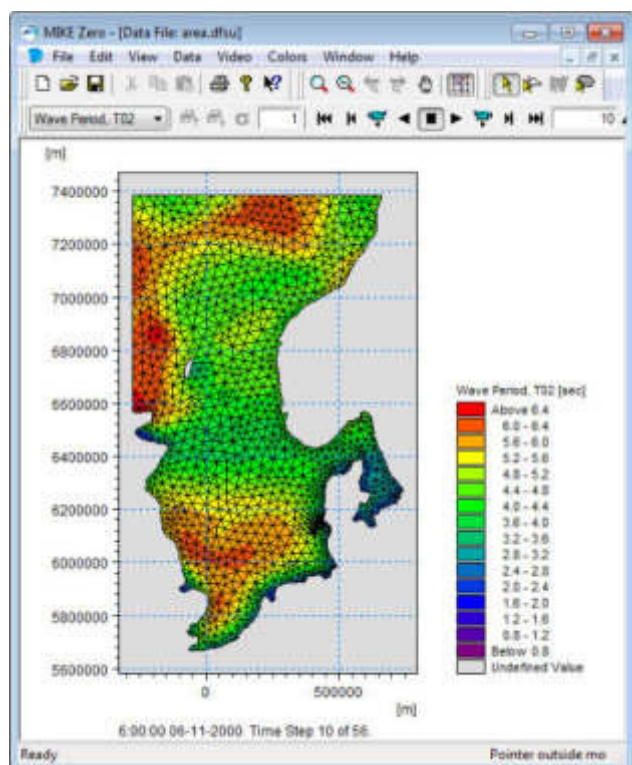 MIKE Zero - [Data File: area.dfsu]
File Edit View Data Video Colors Window Help
Wave Period, T02
1
10
[m]
7400000
7200000
7000000
6800000
6600000
6400000
6200000
6000000
5800000
5600000
0 500000
[m]
Wave Period, T02 [sec]
Above 6.4
6.0 - 6.4
5.6 - 6.0
5.2 - 5.6
4.8 - 5.2
4.4 - 4.8
4.0 - 4.4
3.6 - 4.0
3.2 - 3.6
2.8 - 3.2
2.4 - 2.8
2.0 - 2.4
1.6 - 2.0
1.2 - 1.6
0.8 - 1.2
Below 0.8
Undefined Value
6:00:00 06-11-2000 Time Step 10 of 56.
Ready
Pointer outside mo